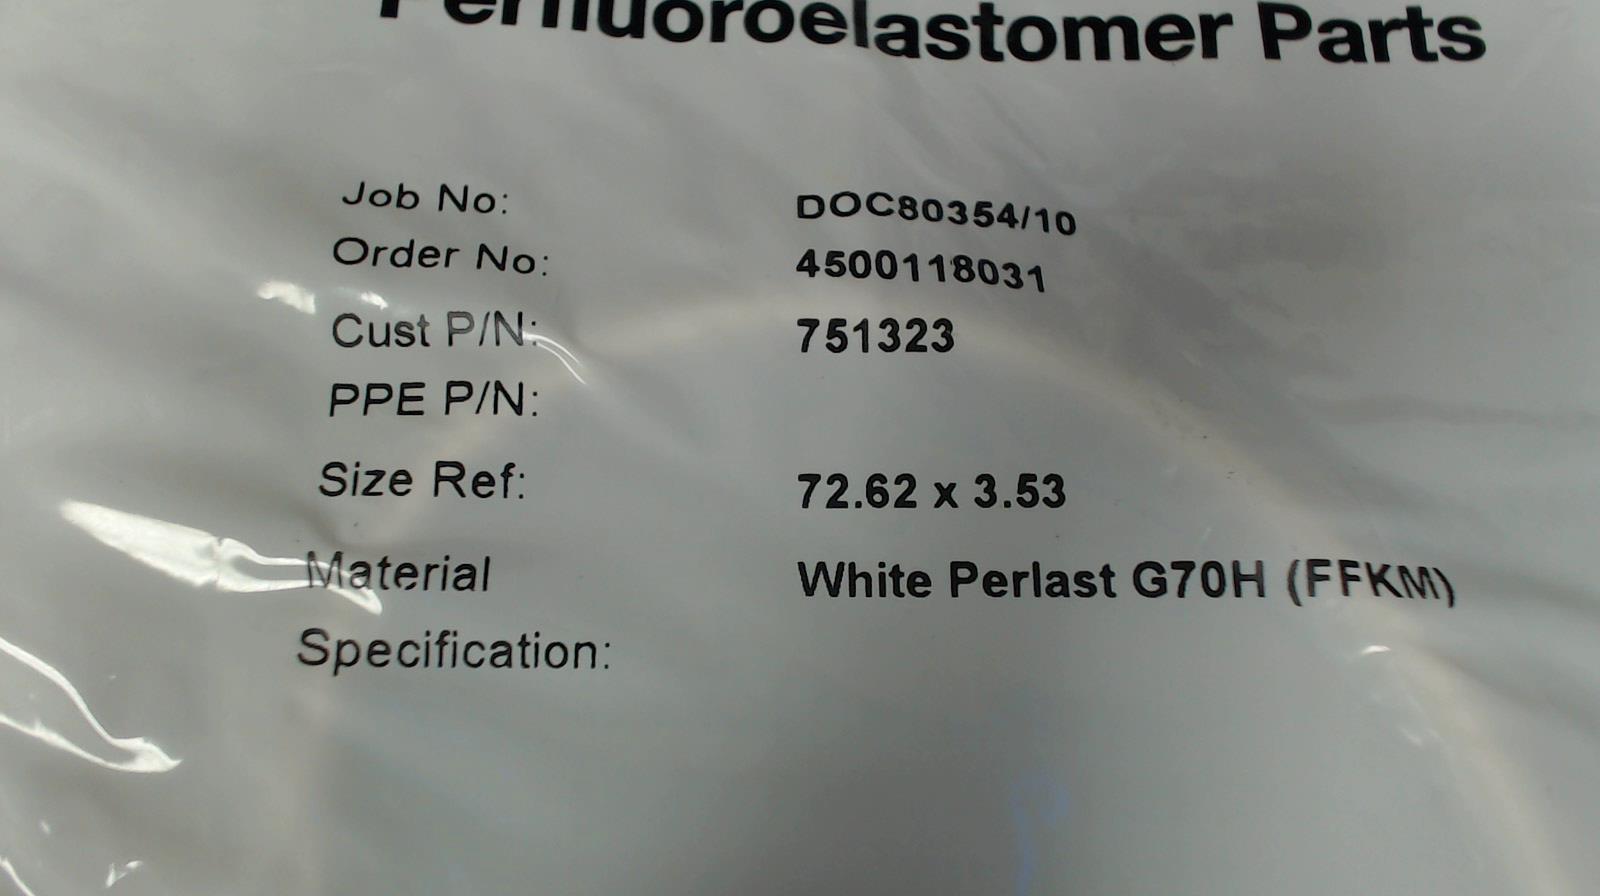 Perfluoroelastomer Parts
Job No: DOC80354/10
Order No: 4500118031
Cust P/N: 751323
PPE P/N:
Size Ref: 72.62 x 3.53
Material White Perlast G70H (FFKM)
Specification: